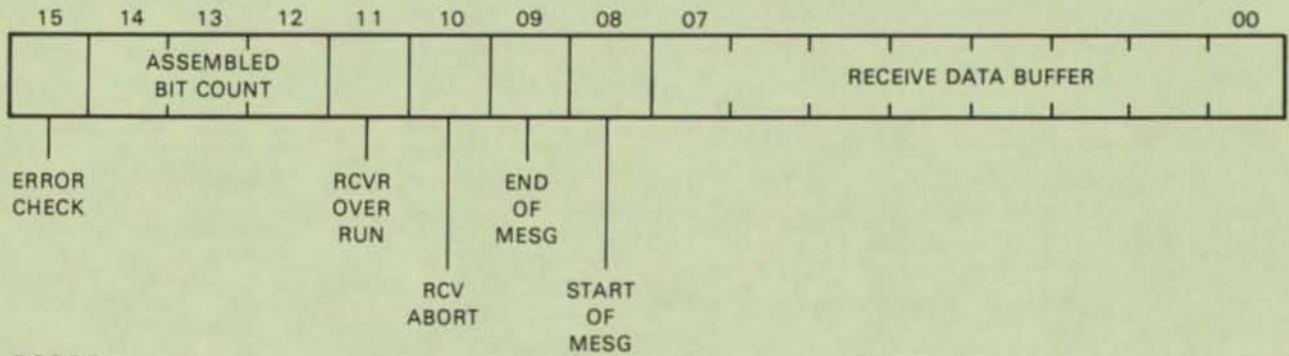 15 14 13 12 11 10 09 08 07 00
ASSEMBLED
BIT COUNT
RECEIVE DATA BUFFER
ERROR
CHECK
RCVR
OVER
RUN
END
OF
MESG
RCV
ABORT
START
OF
MESG